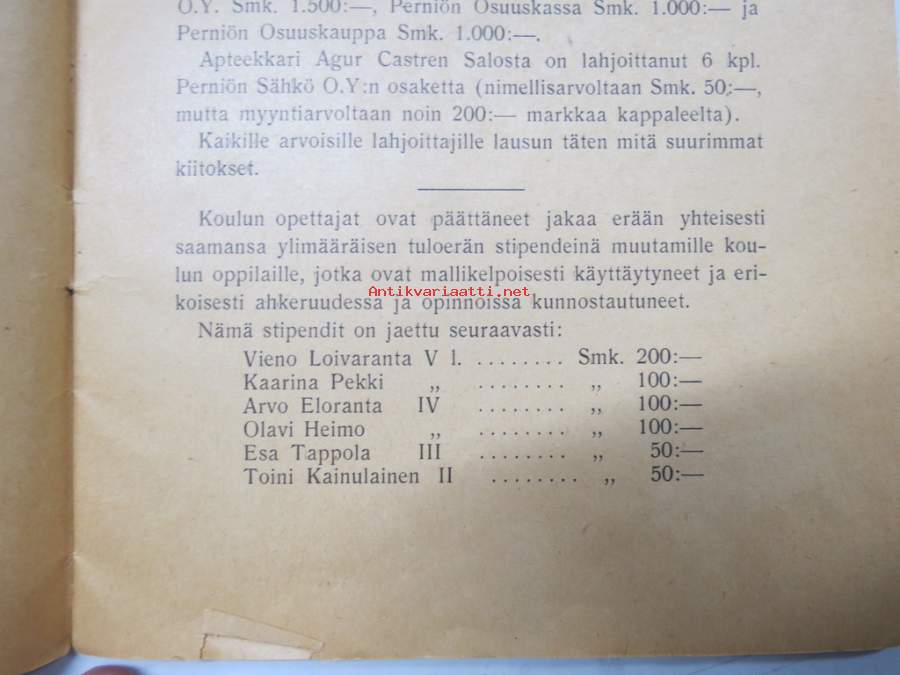 O.Y. Smk. 1.500:—, Perniön Osuuskassa Smk. 1.000:— ja
Perniön Osuuskauppa Smk. 1.000:—.
Apteekkari Agur Castren Salosta on lahjoittanut 6 kpl.
Perniön Sähkö O.Y:n osaketta (nimellisarvoltaan Smk. 50:—,
mutta myyntiarvoltaan noin 200:— markkaa kappaleelta).
Kaikille arvoisille lahjoittajille lausun täten mitä suurimmat
kiitokset.
Koulun opettajat ovat päättäneet jakaa erään yhteisesti
saamansa ylimääräisen tuloerän stipendeinä muutamille kou-
lun oppilaille, jotka ovat mallikelpoisesti käyttäytyneet ja eri-
Antikvariaatti.net
koisesti ahkeruudessa ja opinnoissa kunnostautuneet.
Nämä stipendit on jaettu seuraavasti:
Vieno Loivaranta V l. ........ Smk. 200:—
Kaarina Pekki „ ........ „ 100:—
Arvo Eloranta IV ........ „ 100:—
Olavi Heimo „ ........ „ 100:—
Esa Tappola III ........ „ 50:—
Toini Kainulainen II ........ „ 50:—